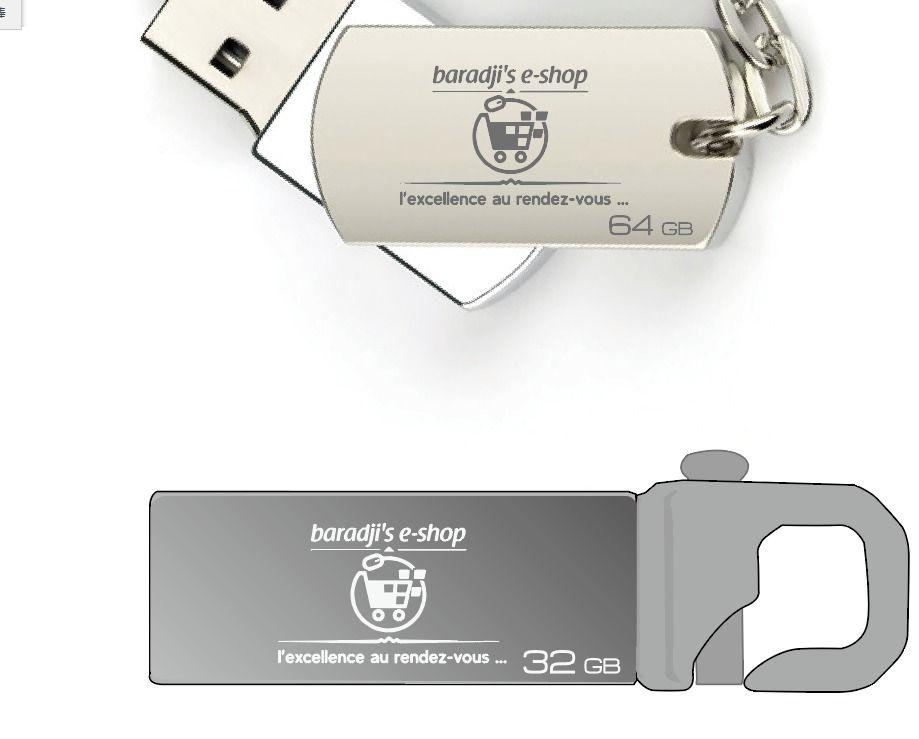 baradji's e-shop
l'excellence au rendez-vous ...
64 GB
baradji's e-shop
l'excellence au rendez-vous ...
32 GB